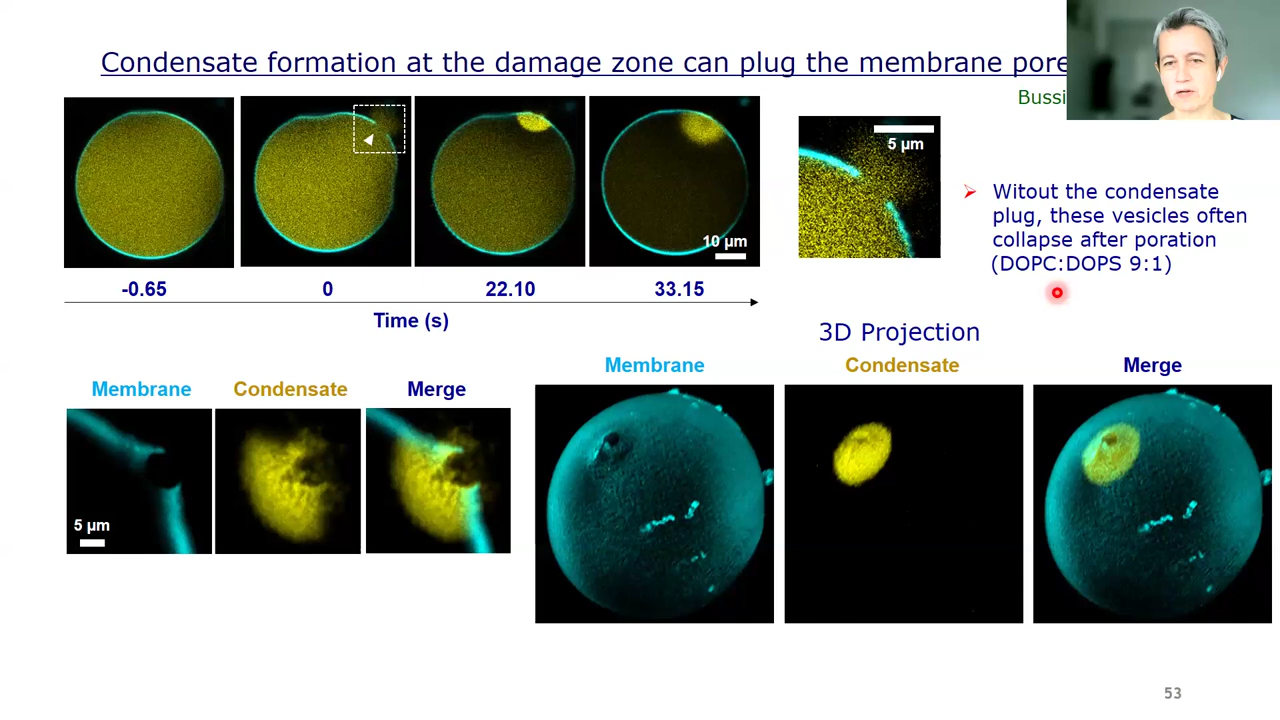 Condensate formation at the damage zone can plug the membrane pore
Bussi
5 µm
10 µm
➢ Witout the condensate
plug, these vesicles often
collapse after poration
(DOPC:DOPS 9:1)
-0.65 0 22.10 33.15
Time (s)
3D Projection
Membrane Condensate Merge
Membrane Condensate Merge
5 µm
53